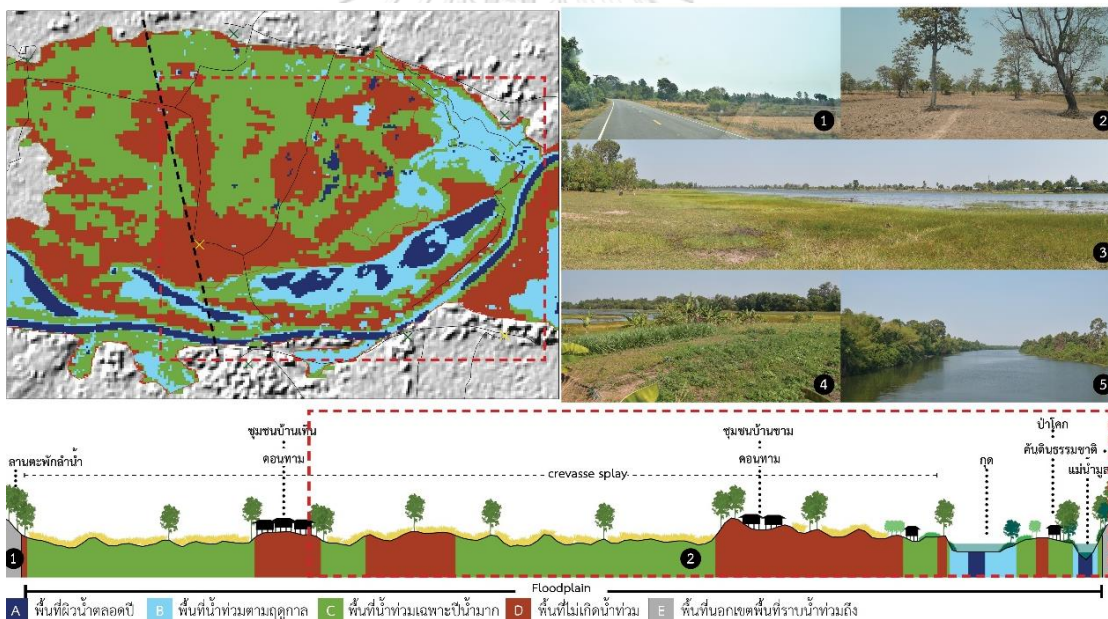 1
2
3
4
5
ชุมชนบ้านเทิน
ดอนทาม
ลานตะพักลำน้ำ
crevasse splay
ชุมชนบ้านขาม
ดอนทาม
กุด
ป่าโคก
คันดินธรรมชาติ
แม่น้ำมูล
1
2
Floodplain
A พื้นที่ผิวน้ำตลอดปี B พื้นที่น้ำท่วมตามฤดูกาล C พื้นที่น้ำท่วมเฉพาะปีน้ำมาก D พื้นที่ไม่เกิดน้ำท่วม E พื้นที่นอกเขตพื้นที่ราบน้ำท่วมถึง